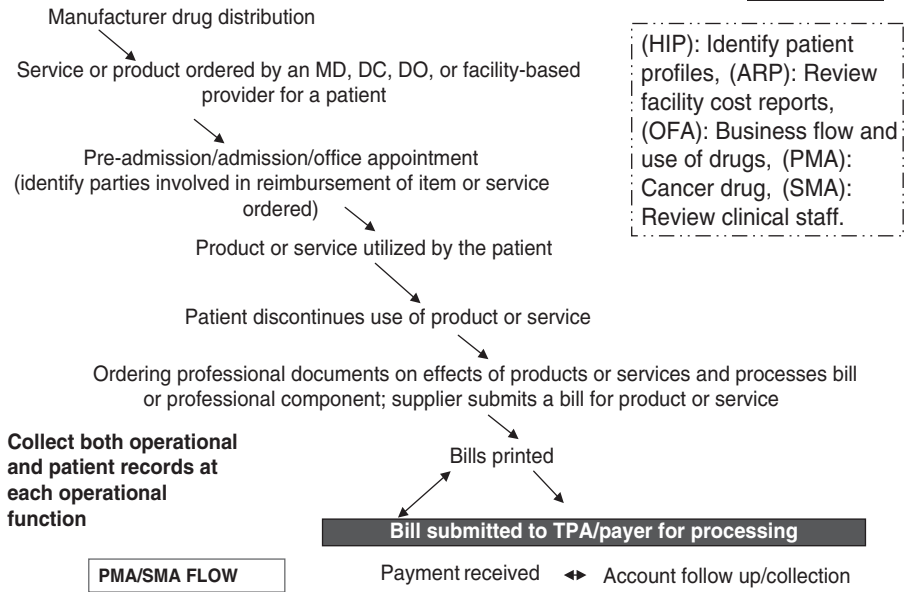 Manufacturer drug distribution
Service or product ordered by an MD, DC, DO, or facility-based
provider for a patient
Pre-admission/admission/office appointment
(identify parties involved in reimbursement of item or service
ordered)
Product or service utilized by the patient
Patient discontinues use of product or service
Ordering professional documents on effects of products or services and processes bill
or professional component; supplier submits a bill for product or service
Bills printed
Bill submitted to TPA/payer for processing
Payment received
Account follow up/collection
(HIP): Identify patient
profiles, (ARP): Review
facility cost reports,
(OFA): Business flow and
use of drugs, (PMA):
Cancer drug, (SMA):
Review clinical staff.
Collect both operational
and patient records at
each operational
function
PMA/SMA FLOW